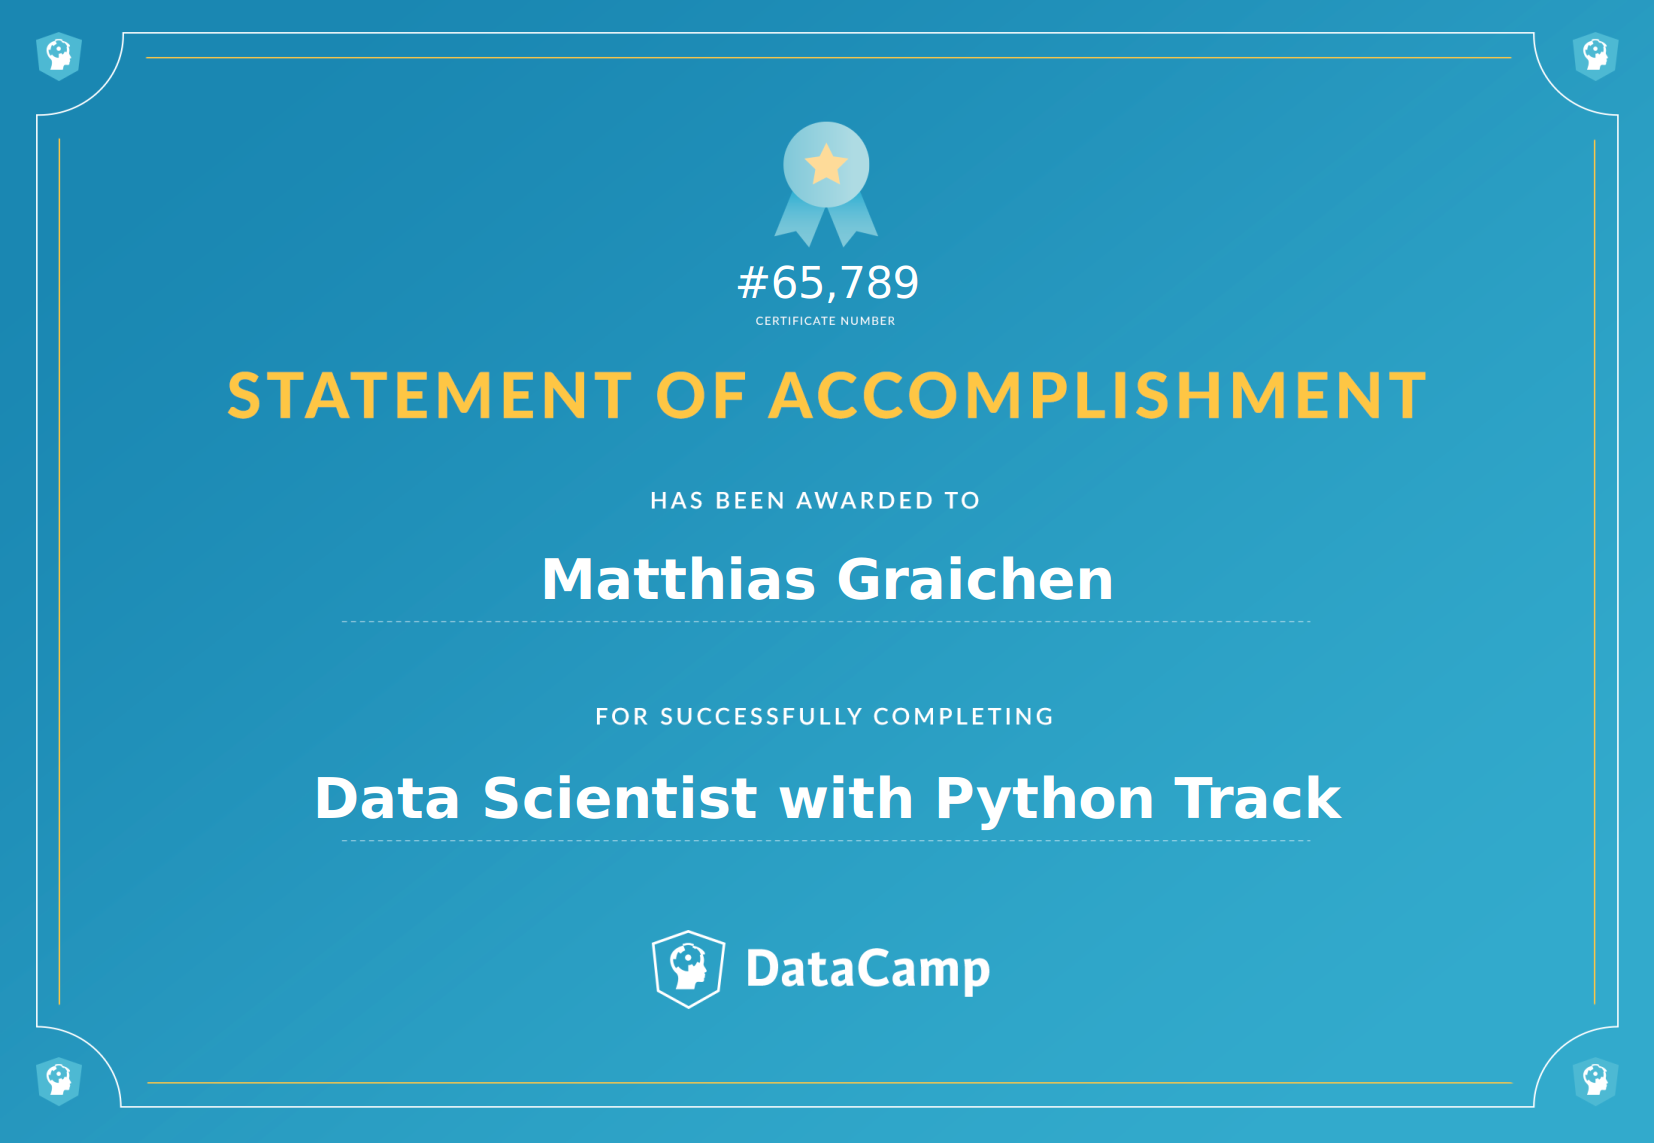 #65,789
CERTIFICATE NUMBER
STATEMENT OF ACCOMPLISHMENT
HAS BEEN AWARDED TO
Matthias Graichen
FOR SUCCESSFULLY COMPLETING
Data Scientist with Python Track
DataCamp